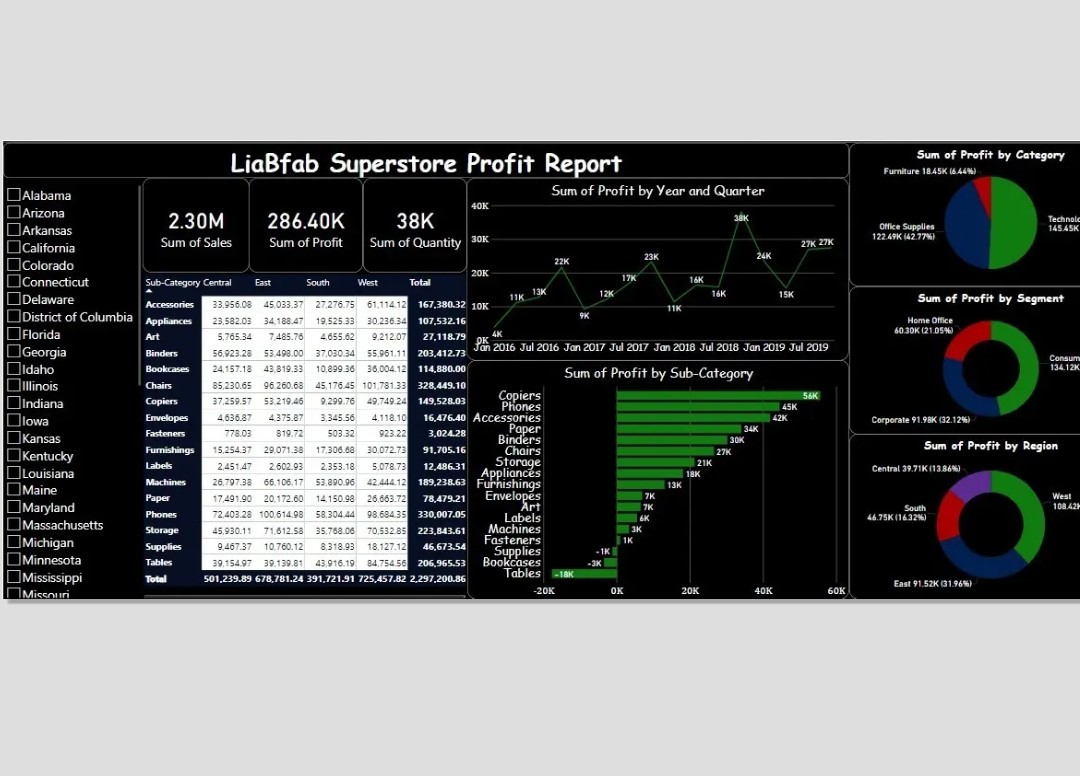 LiaBfab Superstore Profit Report
Alabama
Arizona
Arkansas
California
Colorado
Connecticut
Delaware
District of Columbia
Florida
Georgia
Idaho
Illinois
Indiana
Iowa
Kansas
Kentucky
Louisiana
Maine
Maryland
Massachusetts
Michigan
Minnesota
Mississippi
Missouri
2.30M
Sum of Sales
286.40K
Sum of Profit
38K
Sum of Quantity
Sub-Category Central East South West Total
Accessories 33,956.08 45,033.37 27,276.75 61,114.12 167,380.32
Appliances 23,582.03 34,188.47 19,525.33 30,236.34 107,532.16
Art 5,765.34 7,485.76 4,655.62 9,212.07 27,118.79
Binders 56,923.28 53,498.00 37,030.34 55,961.11 203,412.73
Bookcases 24,157.18 43,819.33 10,899.36 36,004.12 114,880.00
Chairs 85,230.65 96,260.68 45,176.45 101,781.33 328,449.10
Copiers 37,259.57 53,219.46 9,299.76 49,749.24 149,528.03
Envelopes 4,636.87 4,375.87 3,345.56 4,118.10 16,476.40
Fasteners 778.03 819.72 503.32 923.22 3,024.28
Furnishings 15,254.37 29,071.38 17,306.68 30,072.73 91,705.16
Labels 2,451.47 2,602.93 2,353.18 5,078.73 12,486.31
Machines 26,797.38 66,106.17 53,890.96 42,444.12 189,238.63
Paper 17,491.90 20,172.60 14,150.98 26,663.72 78,479.21
Phones 72,403.28 100,614.98 58,304.44 98,684.35 330,007.05
Storage 45,930.11 71,612.58 35,768.06 70,532.85 223,843.61
Supplies 9,467.37 10,760.12 8,318.93 18,127.12 46,673.54
Tables 39,154.97 39,139.81 43,916.19 84,754.56 206,965.53
Total 501,239.89 678,781.24 391,721.91 725,457.82 2,297,200.86
Sum of Profit by Year and Quarter
40K
30K
20K
10K
0K
4K
11K
13K
22K
9K
12K
17K
23K
11K
16K
16K
38K
24K
15K
27K
27K
Jan 2016 Jul 2016 Jan 2017 Jul 2017 Jan 2018 Jul 2018 Jan 2019 Jul 2019
Sum of Profit by Sub-Category
Copiers 56K
Phones 45K
Accessories 42K
Paper 34K
Binders 30K
Chairs 27K
Storage 21K
Appliances 18K
Furnishings 13K
Envelopes 7K
Art 7K
Labels 6K
Machines 3K
Fasteners 1K
Supplies -1K
Bookcases -3K
Tables -18K
-20K 0K 20K 40K 60K
Sum of Profit by Category
Furniture 18.45K (6.44%)
Office Supplies
122.49K (42.77%)
Technolo
145.45K
Sum of Profit by Segment
Home Office
60.30K (21.05%)
Consum
134.12K
Corporate 91.98K (32.12%)
Sum of Profit by Region
Central 39.71K (13.86%)
West
108.42K
South
46.75K (16.32%)
East 91.52K (31.96%)